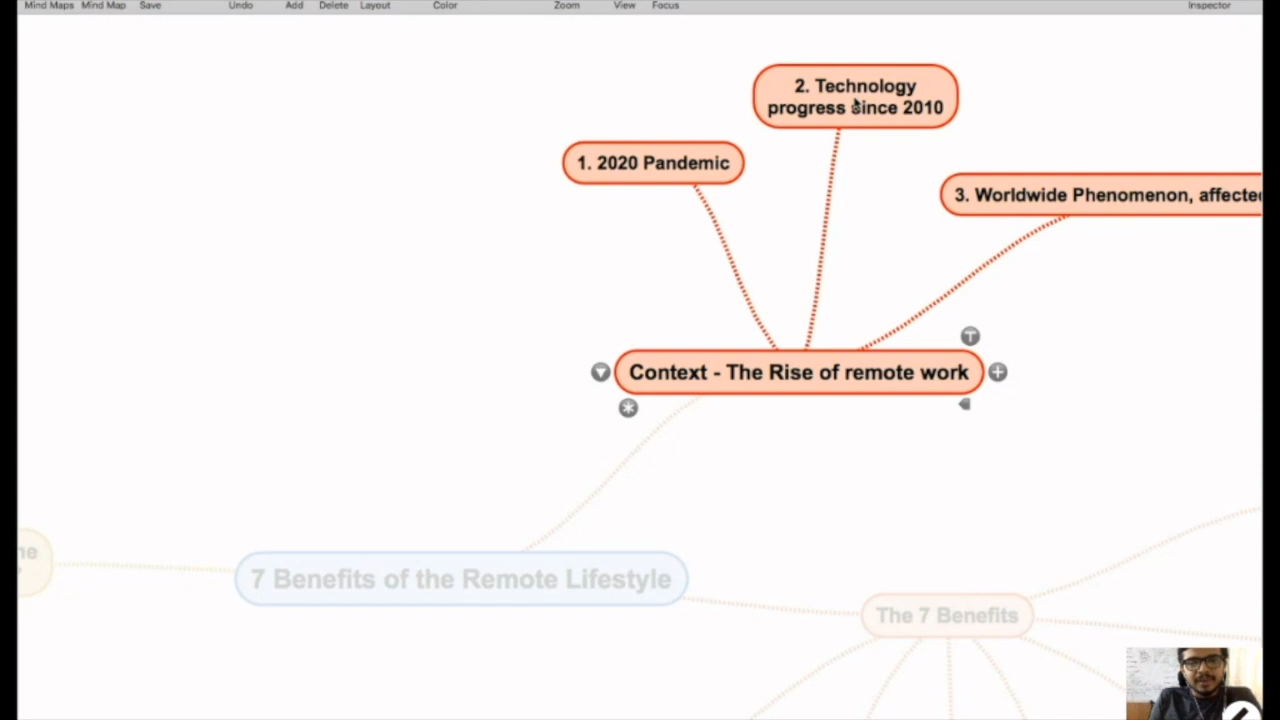 Mind Maps Mind Map Save Undo Add Delete Layout Color Zoom View Focus Inspector
2. Technology
progress since 2010
1. 2020 Pandemic
3. Worldwide Phenomenon, affected
Context - The Rise of remote work
7 Benefits of the Remote Lifestyle
The 7 Benefits